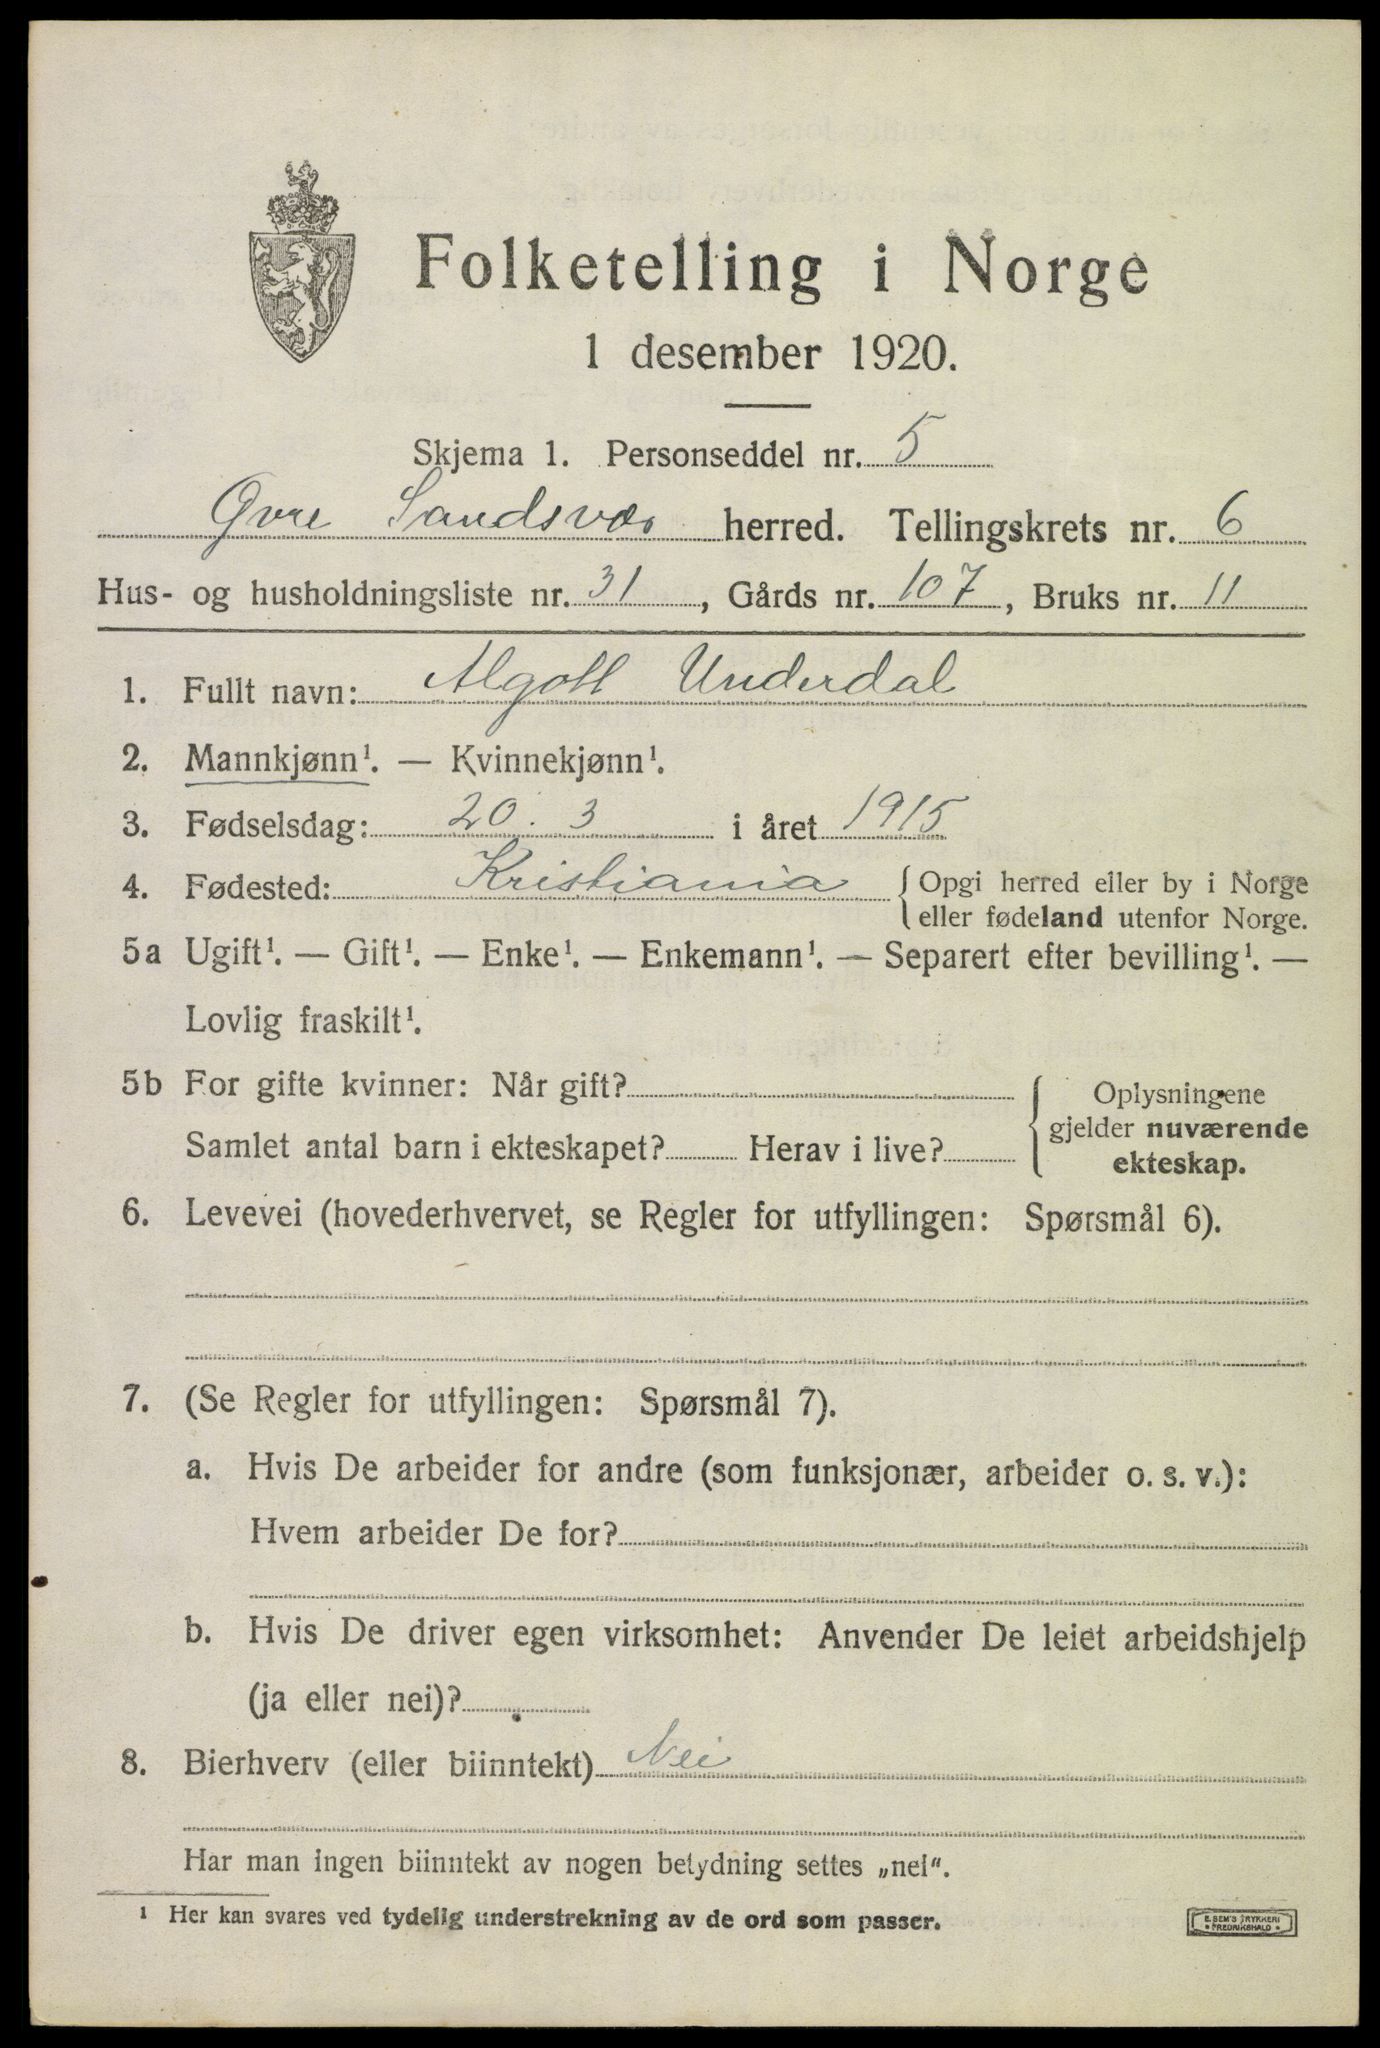 Folketelling i Norge
1 desember 1920.
Skjema 1. Personseddel nr. 5
Øvre Sandsvær herred. Tellingskrets nr. 6
Hus- og husholdningsliste nr. 31, Gårds nr. 107, Bruks nr. 11
1. Fullt navn: Algott Underdal
2. Mannkjønn¹. — Kvinnekjønn¹.
3. Fødselsdag: 20. 3 i året 1915
4. Fødested: Kristiania { Opgi herred eller by i Norge
eller fødeland utenfor Norge.
5a Ugift¹. — Gift¹. — Enke¹. — Enkemann¹. — Separert efter bevilling¹. —
Lovlig fraskilt¹.
5b For gifte kvinner: Når gift?
Samlet antal barn i ekteskapet? Herav i live?
Oplysningene
gjelder nuværende
ekteskap.
6. Levevei (hovederhvervet, se Regler for utfyllingen: Spørsmål 6).
7. (Se Regler for utfyllingen: Spørsmål 7).
a. Hvis De arbeider for andre (som funksjonær, arbeider o. s. v.):
Hvem arbeider De for?
b. Hvis De driver egen virksomhet: Anvender De leiet arbeidshjelp
(ja eller nei)?
8. Bierhverv (eller biinntekt) Nei
Har man ingen biinntekt av nogen betydning settes „nei“.
¹ Her kan svares ved tydelig understrekning av de ord som passer.
E. SEM'S TRYKKERI
• FREDRIKSHALD •